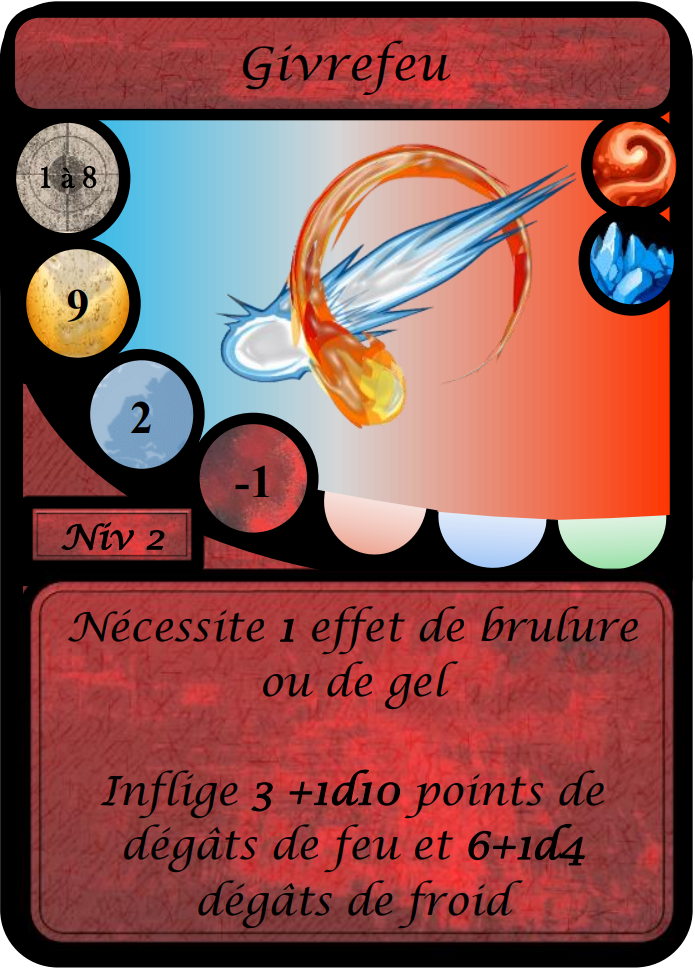 Givrefeu
1 à 8
9
2
-1
Niv 2
Nécessite 1 effet de brulure
ou de gel
Inflige 3 +1d10 points de
dégâts de feu et 6+1d4
dégâts de froid